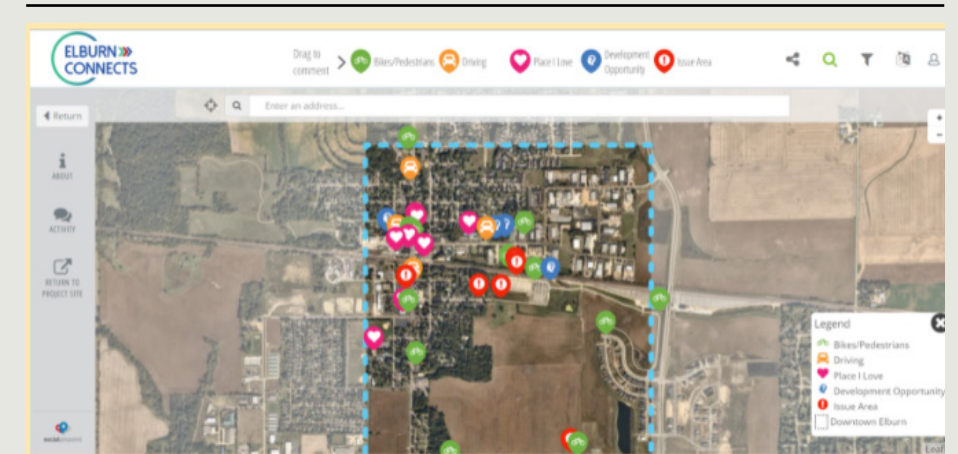 ELBURN
CONNECTS
Drag to
comment
Bikes/Pedestrians
Driving
Place I Love
Development
Opportunity
Issue Area
Return
Enter an address...
+
-
ABOUT
ACTIVITY
RETURN TO
PROJECT SITE
Legend
Bikes/Pedestrians
Driving
Place I Love
Development Opportunity
Issue Area
Downtown Elburn
Leaf